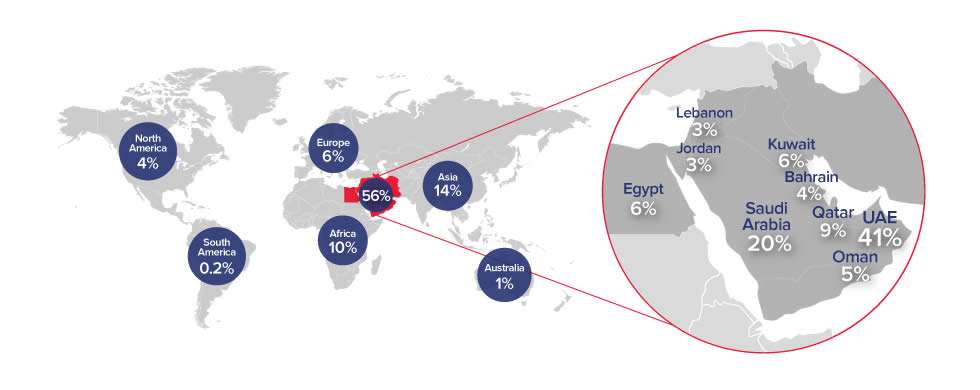 North
America
4%
Europe
6%
Asia
14%
56%
South
America
0.2%
Africa
10%
Australia
1%
Lebanon
3%
Jordan
3%
Kuwait
6%
Bahrain
4%
Egypt
6%
Saudi
Arabia
20%
Qatar
9%
UAE
41%
Oman
5%